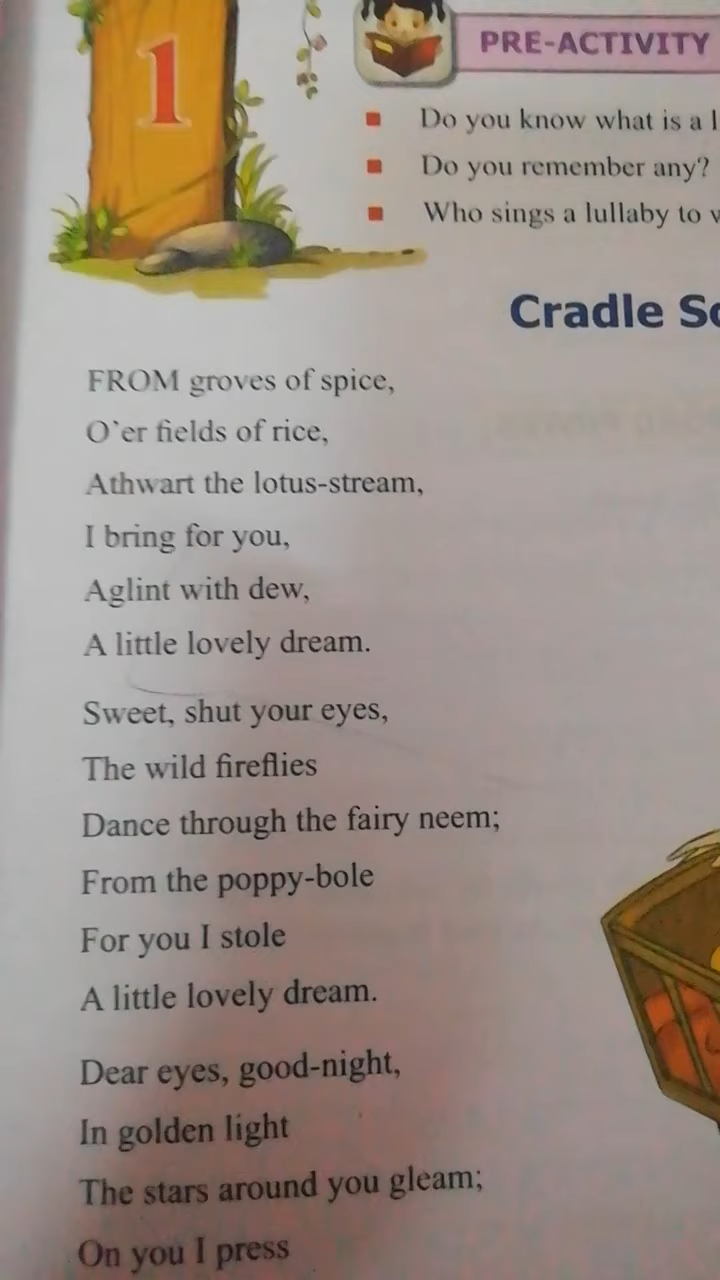 1
PRE-ACTIVITY
Do you know what is a
Do you remember any?
Who sings a lullaby to
Cradle
FROM groves of spice,
O'er fields of rice,
Athwart the lotus-stream,
I bring for you,
Aglint with dew,
A little lovely dream.
Sweet, shut your eyes,
The wild fireflies
Dance through the fairy neem;
From the poppy-bole
For you I stole
A little lovely dream.
Dear eyes, good-night,
In golden light
The stars around you gleam;
On you I press